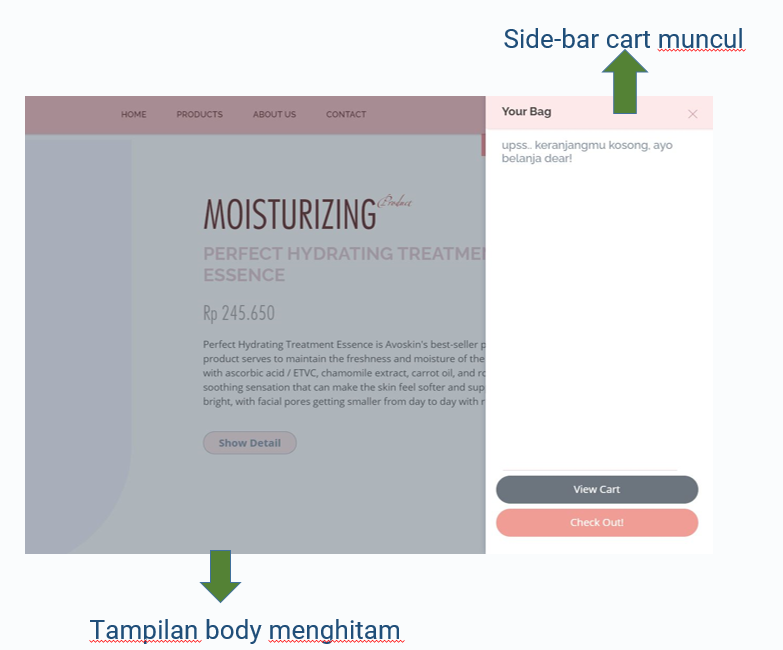 Side-bar cart muncul
HOME PRODUCTS ABOUT US CONTACT
Your Bag
upss.. keranjangmu kosong, ayo
belanja dear!
MOISTURIZING Product
PERFECT HYDRATING TREATME
ESSENCE
Rp 245.650
Perfect Hydrating Treatment Essence is Avoskin's best-seller p
product serves to maintain the freshness and moisture of the
with ascorbic acid / ETVC, chamomile extract, carrot oil, and ro
soothing sensation that can make the skin feel softer and sup
bright, with facial pores getting smaller from day to day with r
Show Detail
View Cart
Check Out!
Tampilan body menghitam